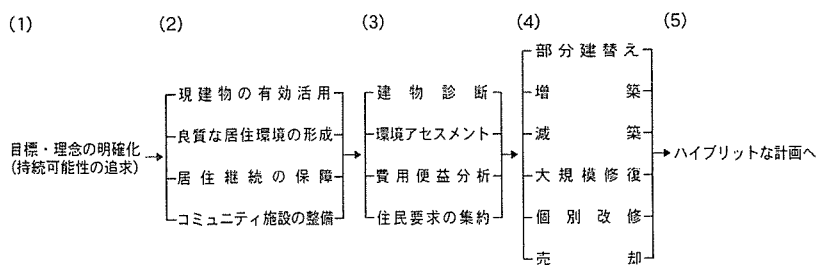 (1)
(2)
(3)
(4)
(5)
目標・理念の明確化
(持続可能性の追求)
現建物の有効活用
良質な居住環境の形成
居住継続の保障
コミュニティ施設の整備
建物診断
環境アセスメント
費用便益分析
住民要求の集約
部分建替え
増築
減築
大規模修復
個別改修
売却
ハイブリットな計画へ